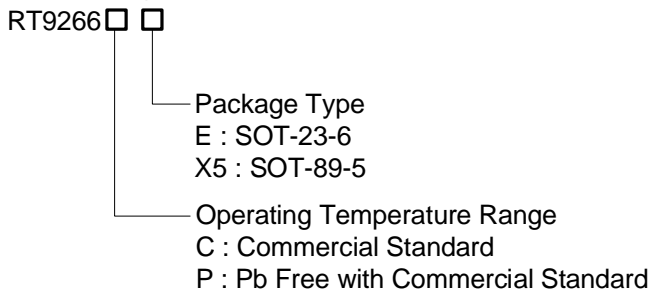 RT9266
Package Type
E : SOT-23-6
X5 : SOT-89-5
Operating Temperature Range
C : Commercial Standard
P : Pb Free with Commercial Standard